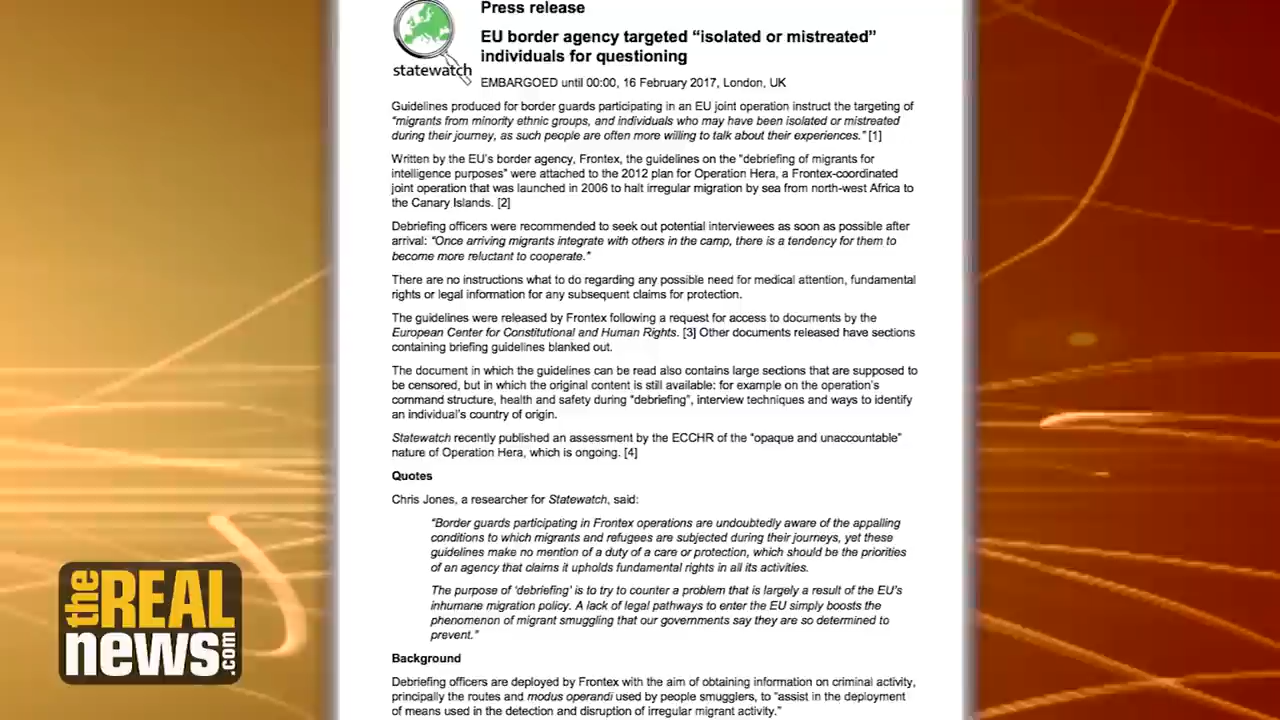 Press release
EU border agency targeted “isolated or mistreated”
individuals for questioning
statewatch
EMBARGOED until 00:00, 16 February 2017, London, UK
Guidelines produced for border guards participating in an EU joint operation instruct the targeting of
“migrants from minority ethnic groups, and individuals who may have been isolated or mistreated
during their journey, as such people are often more willing to talk about their experiences.” [1]
Written by the EU's border agency, Frontex, the guidelines on the “debriefing of migrants for
intelligence purposes” were attached to the 2012 plan for Operation Hera, a Frontex-coordinated
joint operation that was launched in 2006 to halt irregular migration by sea from north-west Africa to
the Canary Islands. [2]
Debriefing officers were recommended to seek out potential interviewees as soon as possible after
arrival: “Once arriving migrants integrate with others in the camp, there is a tendency for them to
become more reluctant to cooperate.”
There are no instructions what to do regarding any possible need for medical attention, fundamental
rights or legal information for any subsequent claims for protection.
The guidelines were released by Frontex following a request for access to documents by the
European Center for Constitutional and Human Rights. [3] Other documents released have sections
containing briefing guidelines blanked out.
The document in which the guidelines can be read also contains large sections that are supposed to
be censored, but in which the original content is still available: for example on the operation's
command structure, health and safety during “debriefing”, interview techniques and ways to identify
an individual's country of origin.
Statewatch recently published an assessment by the ECCHR of the “opaque and unaccountable”
nature of Operation Hera, which is ongoing. [4]
Quotes
Chris Jones, a researcher for Statewatch, said:
“Border guards participating in Frontex operations are undoubtedly aware of the appalling
conditions to which migrants and refugees are subjected during their journeys, yet these
guidelines make no mention of a duty of a care or protection, which should be the priorities
of an agency that claims it upholds fundamental rights in all its activities.
The purpose of ‘debriefing’ is to try to counter a problem that is largely a result of the EU's
inhumane migration policy. A lack of legal pathways to enter the EU simply boosts the
phenomenon of migrant smuggling that our governments say they are so determined to
prevent.”
Background
Debriefing officers are deployed by Frontex with the aim of obtaining information on criminal activity,
principally the routes and modus operandi used by people smugglers, to “assist in the deployment
of means used in the detection and disruption of irregular migrant activity.”
the REAL
news.com